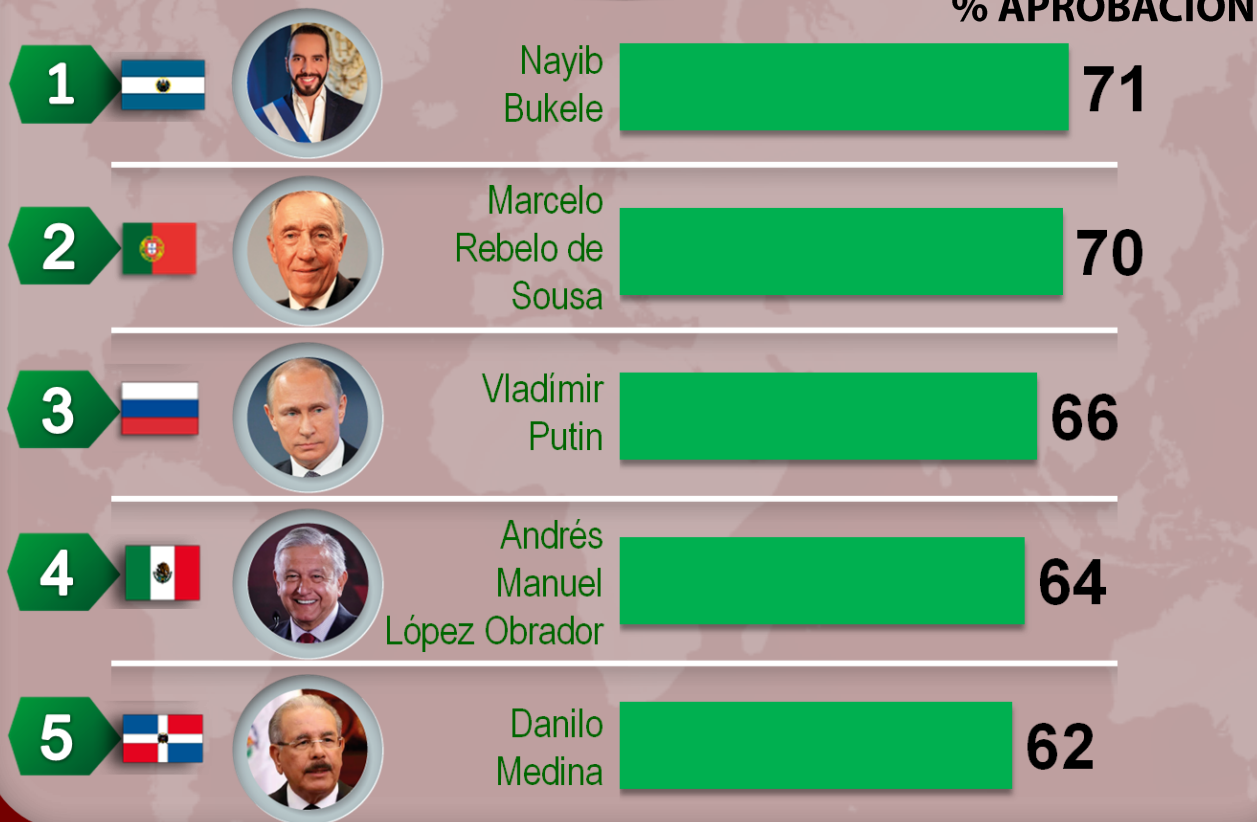 % APROBACIÓN
1
Nayib
Bukele
71
2
Marcelo
Rebelo de
Sousa
70
3
Vladímir
Putin
66
4
Andrés
Manuel
López Obrador
64
5
Danilo
Medina
62